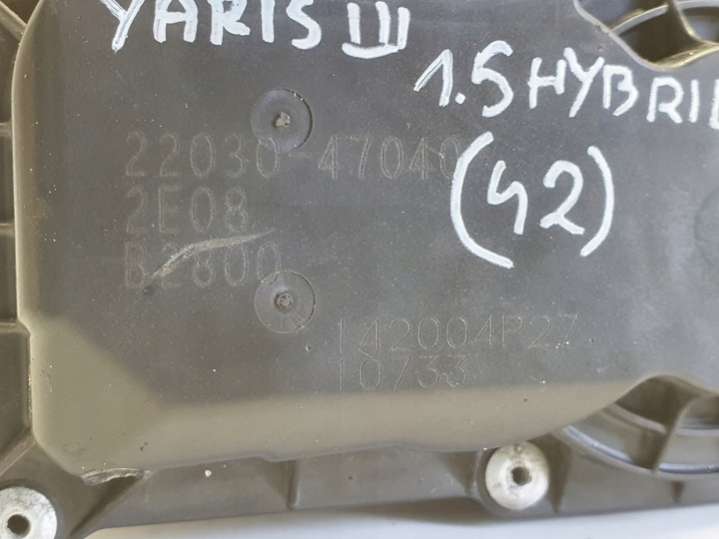 YARIS III
1.5 HYBRID
(42)
22030-47040
2E08
B2800
142004P27
10733